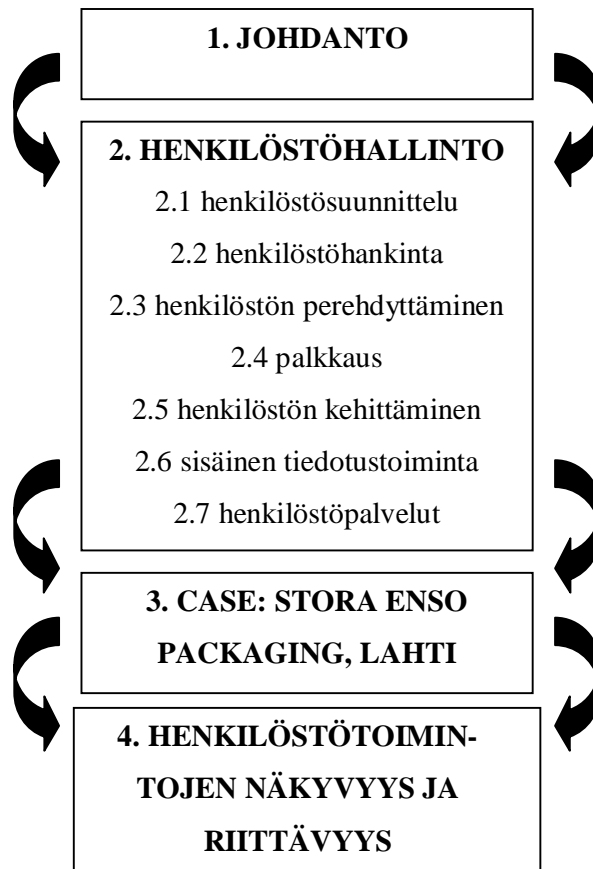 1. JOHDANTO
2. HENKILÖSTÖHALLINTO
2.1 henkilöstösuunnittelu
2.2 henkilöstöhankinta
2.3 henkilöstön perehdyttäminen
2.4 palkkaus
2.5 henkilöstön kehittäminen
2.6 sisäinen tiedotustoiminta
2.7 henkilöstöpalvelut
3. CASE: STORA ENSO
PACKAGING, LAHTI
4. HENKILÖSTÖTOIMIN-
TOJEN NÄKYVYYS JA
RIITTÄVYYS